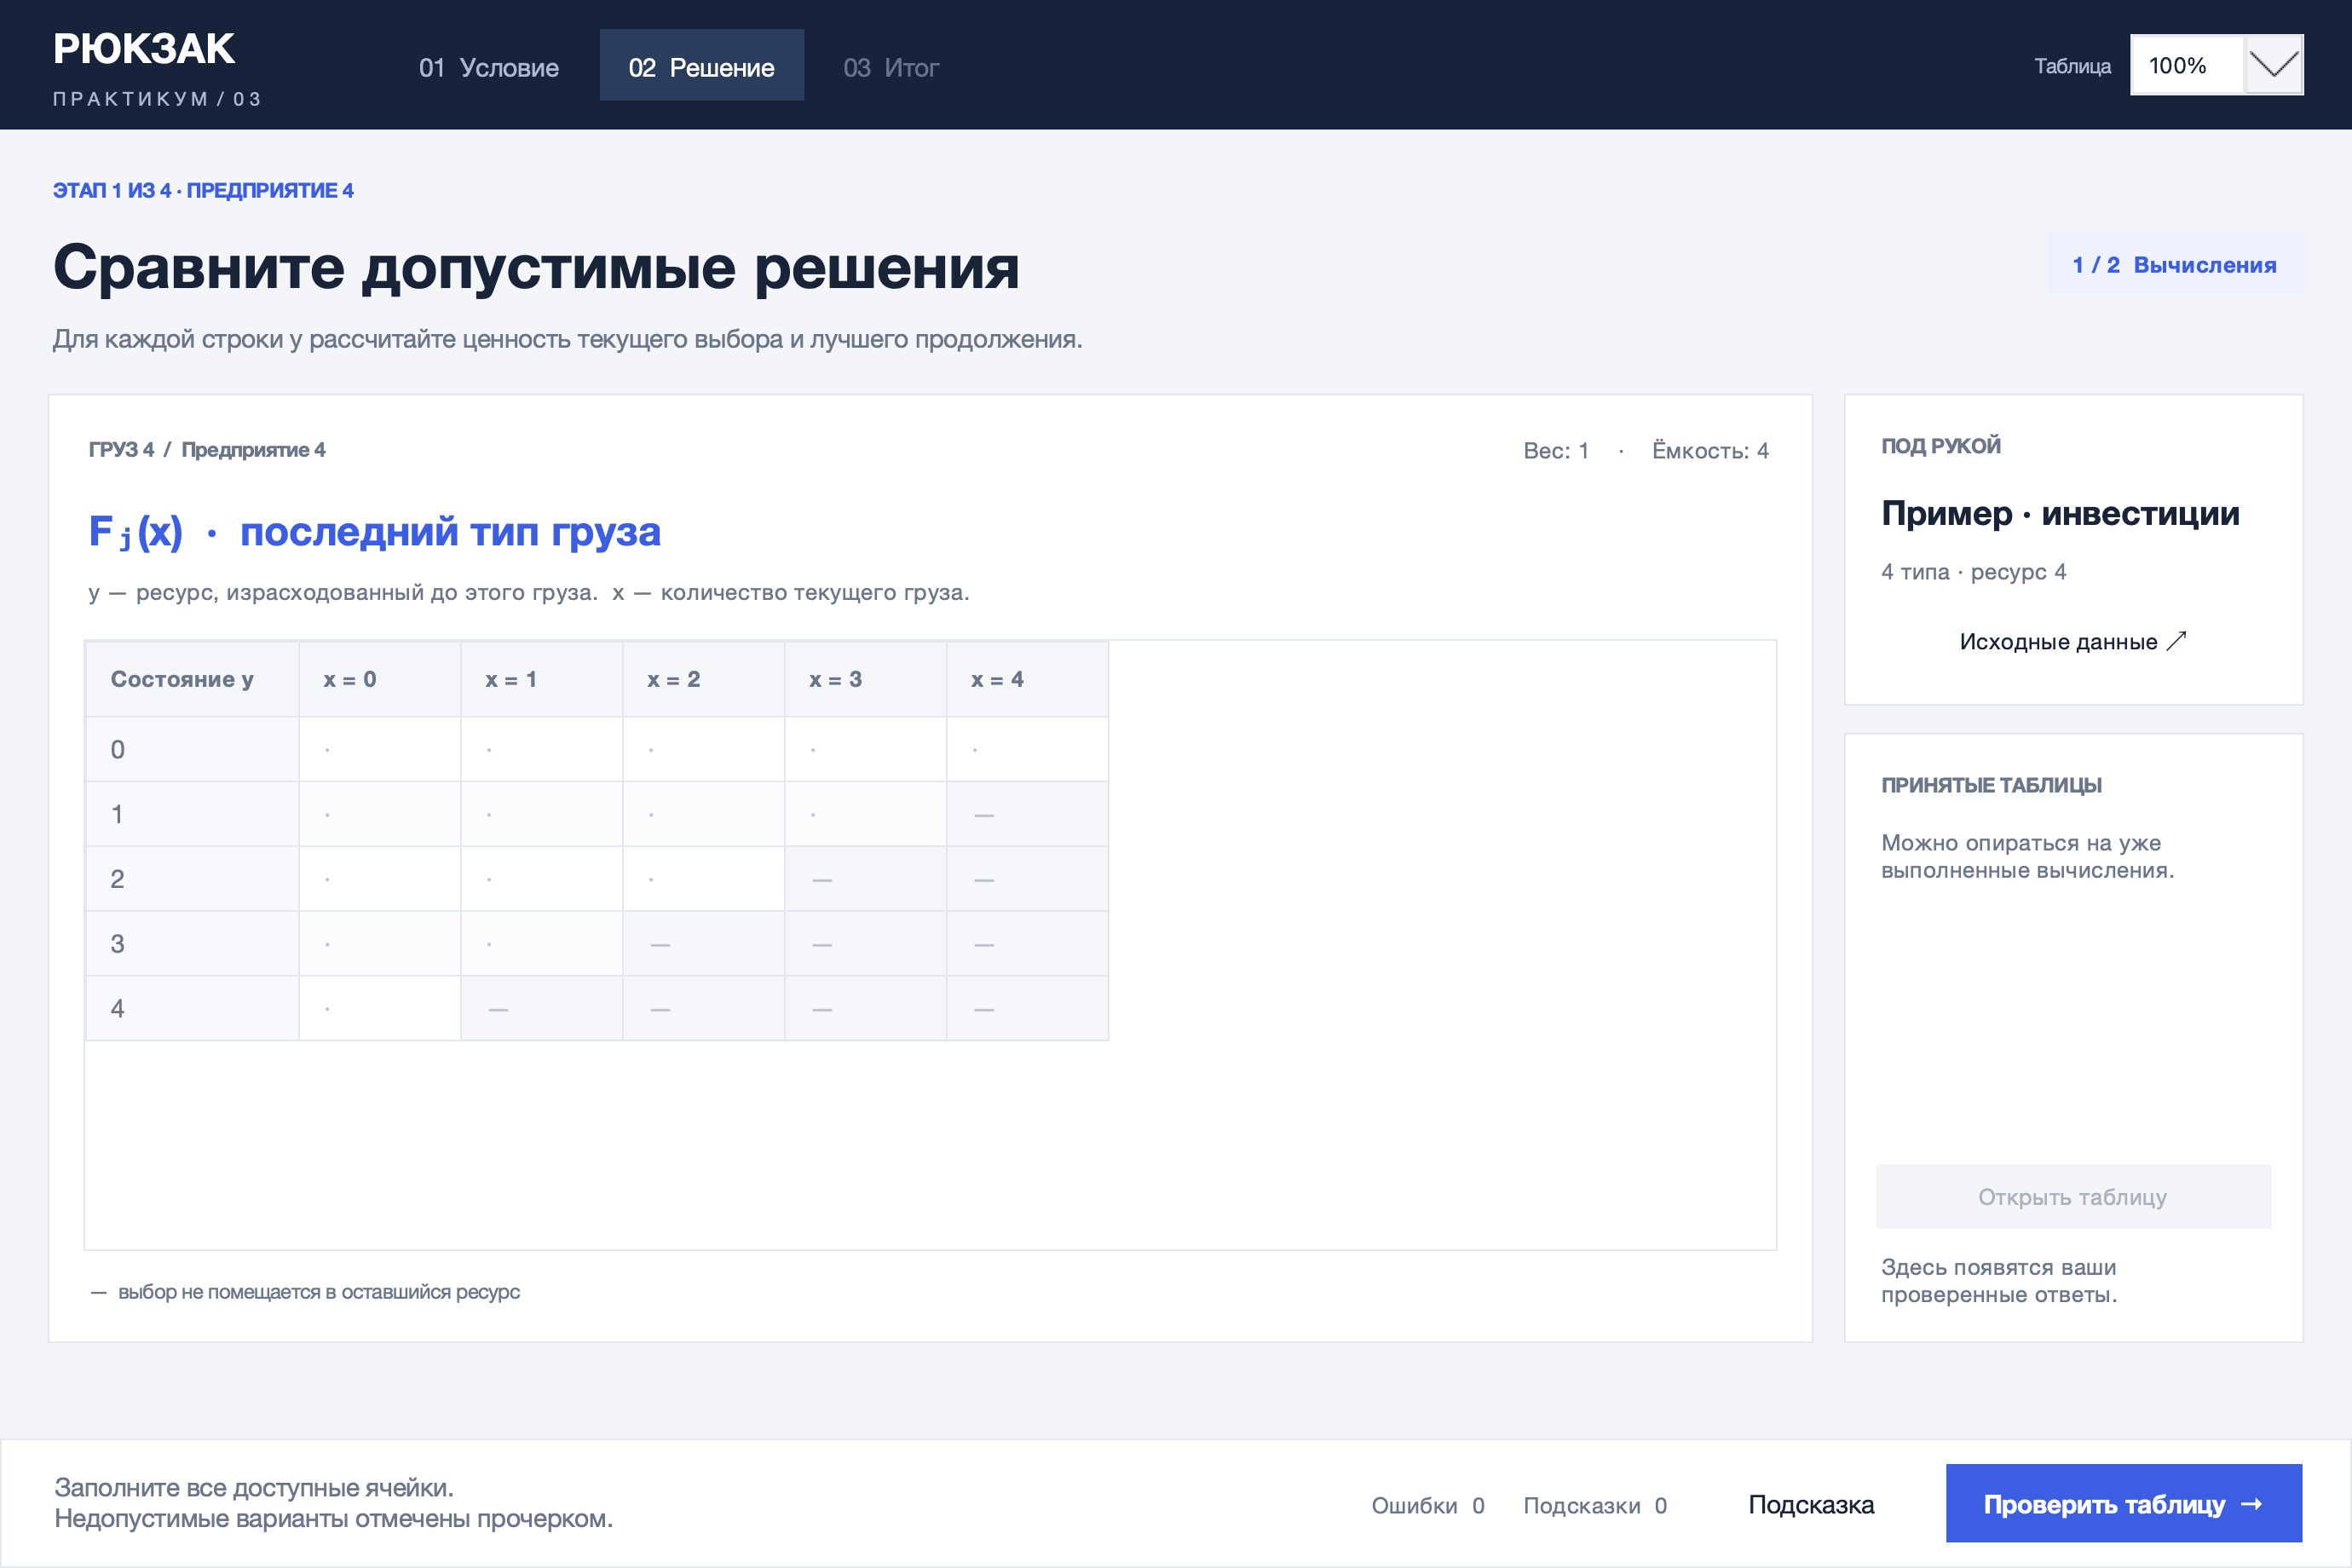 РЮКЗАК
ПРАКТИКУМ / 03
01 Условие
02 Решение
03 Итог
Таблица
100%
ЭТАП 1 ИЗ 4 · ПРЕДПРИЯТИЕ 4
Сравните допустимые решения
1 / 2 Вычисления
Для каждой строки y рассчитайте ценность текущего выбора и лучшего продолжения.
ГРУЗ 4 / Предприятие 4
Вес: 1 · Ёмкость: 4
Fⱼ(x) · последний тип груза
y — ресурс, израсходованный до этого груза. x — количество текущего груза.
Состояние y x = 0 x = 1 x = 2 x = 3 x = 4
0 · · · · ·
1 · · · · —
2 · · · — —
3 · · — — —
4 · — — — —
— выбор не помещается в оставшийся ресурс
ПОД РУКОЙ
Пример · инвестиции
4 типа · ресурс 4
Исходные данные ↗
ПРИНЯТЫЕ ТАБЛИЦЫ
Можно опираться на уже
выполненные вычисления.
Открыть таблицу
Здесь появятся ваши
проверенные ответы.
Заполните все доступные ячейки.
Недопустимые варианты отмечены прочерком.
Ошибки 0
Подсказки 0
Подсказка
Проверить таблицу →